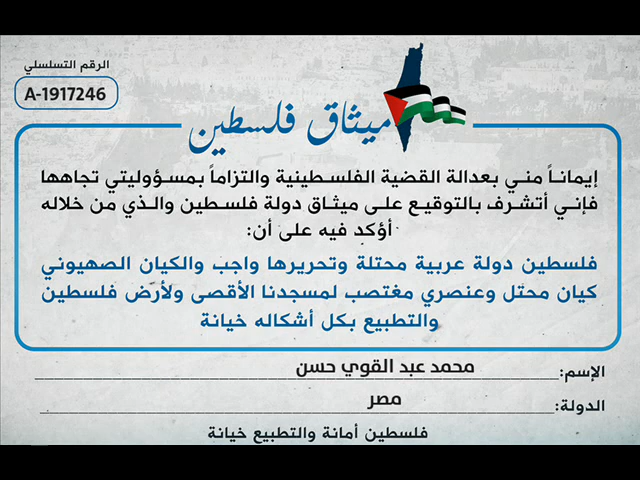 الرقم التسلسلي
A-1917246
ميثاق فلسطين
إيماناً مني بعدالة القضية الفلسطينية والتزاماً بمسؤوليتي تجاهها
فإني أتشرف بالتوقيع على ميثاق دولة فلسطين والذي من خلاله
أؤكد فيه على أن:
فلسطين دولة عربية محتلة وتحريرها واجب والكيان الصهيوني
كيان محتل وعنصري مغتصب لمسجدنا الأقصى ولأرض فلسطين
والتطبيع بكل أشكاله خيانة
الإسم: محمد عبد القوي حسن
الدولة: مصر
فلسطين أمانة والتطبيع خيانة